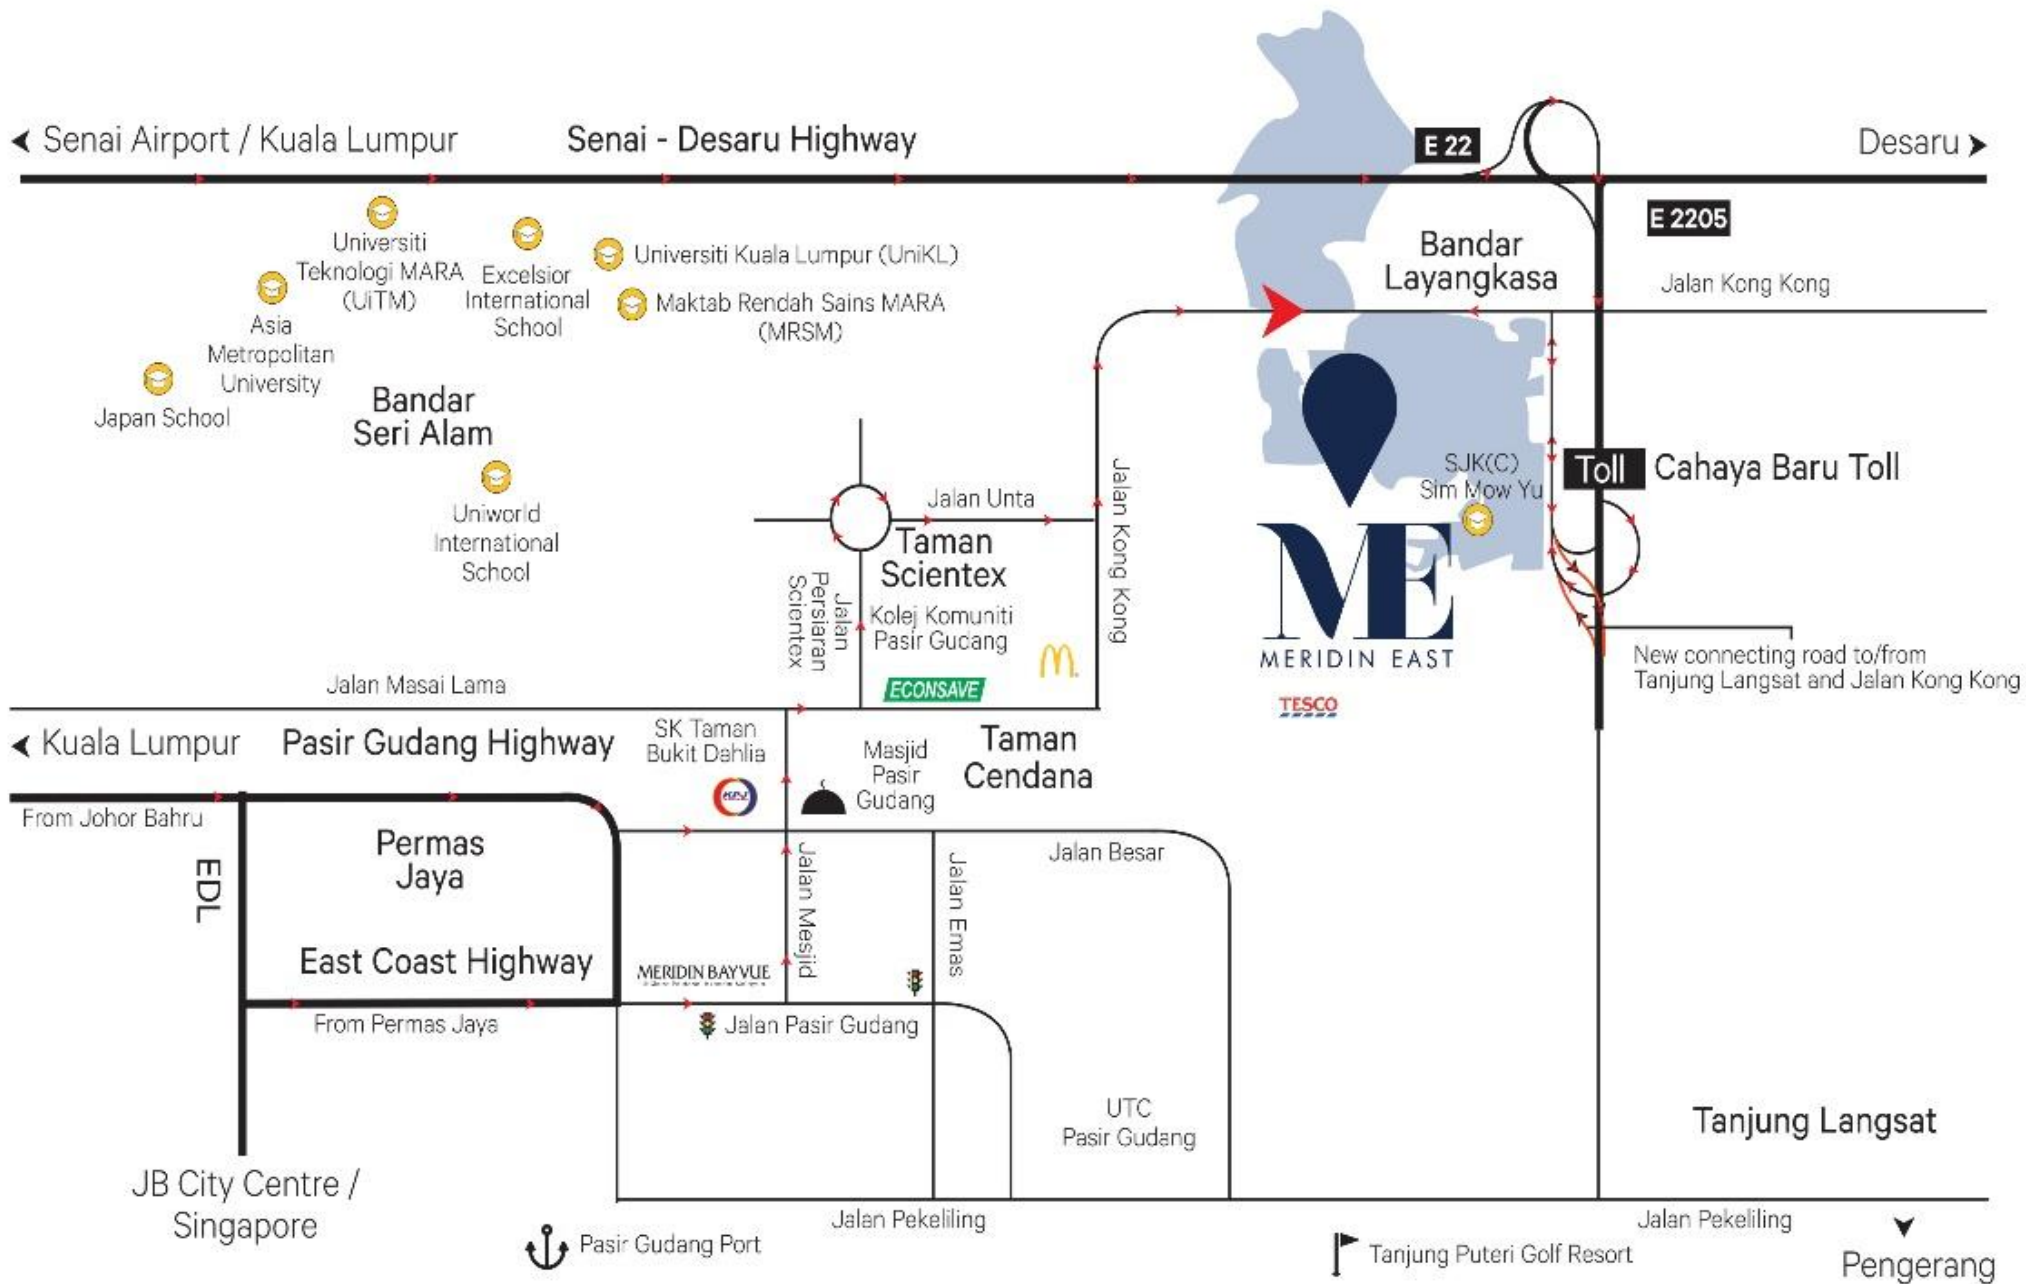 Senai Airport / Kuala Lumpur
Senai - Desaru Highway
E 22
Desaru
E 2205
Universiti
Teknologi MARA
(UiTM)
Excelsior
International
School
Universiti Kuala Lumpur (UniKL)
Maktab Rendah Sains MARA
(MRSM)
Bandar
Layangkasa
Jalan Kong Kong
Asia
Metropolitan
University
Japan School
Bandar
Seri Alam
Uniworld
International
School
Jalan Unta
Taman
Scientex
Jalan
Persiaran
Scientex
Kolej Komuniti
Pasir Gudang
ECONSAVE
Jalan Kong Kong
SJK(C)
Sim Mow Yu
Toll
Cahaya Baru Toll
ME
MERIDIN EAST
TESCO
New connecting road to/from
Tanjung Langsat and Jalan Kong Kong
Jalan Masai Lama
Kuala Lumpur
Pasir Gudang Highway
SK Taman
Bukit Dahlia
KPJ
Masjid
Pasir
Gudang
Taman
Cendana
From Johor Bahru
EDL
Permas
Jaya
Jalan Besar
Jalan Mesjid
Jalan Emas
East Coast Highway
MERIDIN BAYVUE
From Permas Jaya
Jalan Pasir Gudang
UTC
Pasir Gudang
Tanjung Langsat
JB City Centre /
Singapore
Jalan Pekeliling
Jalan Pekeliling
Pasir Gudang Port
Tanjung Puteri Golf Resort
Pengerang